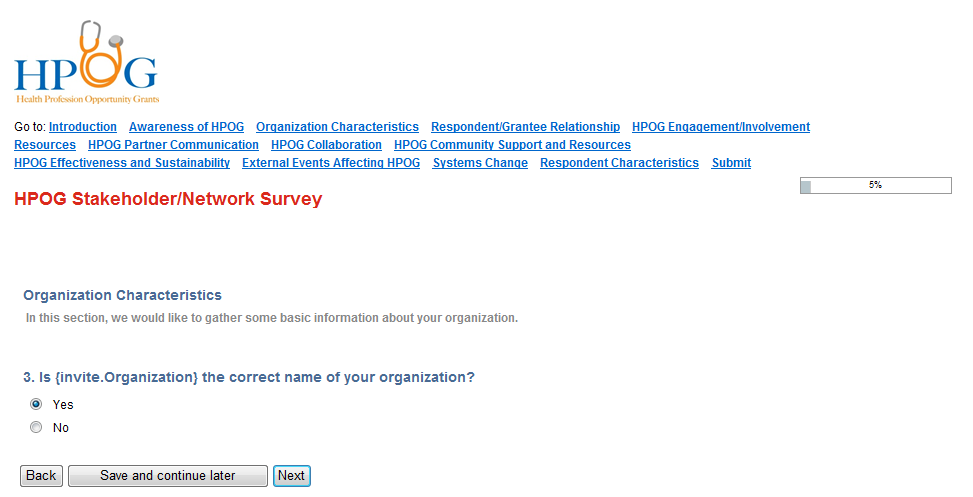 HPOG
Health Profession Opportunity Grants
Go to: Introduction Awareness of HPOG Organization Characteristics Respondent/Grantee Relationship HPOG Engagement/Involvement
Resources HPOG Partner Communication HPOG Collaboration HPOG Community Support and Resources
HPOG Effectiveness and Sustainability External Events Affecting HPOG Systems Change Respondent Characteristics Submit
5%
HPOG Stakeholder/Network Survey
Organization Characteristics
In this section, we would like to gather some basic information about your organization.
3. Is {invite.Organization} the correct name of your organization?
Yes
No
Back Save and continue later Next